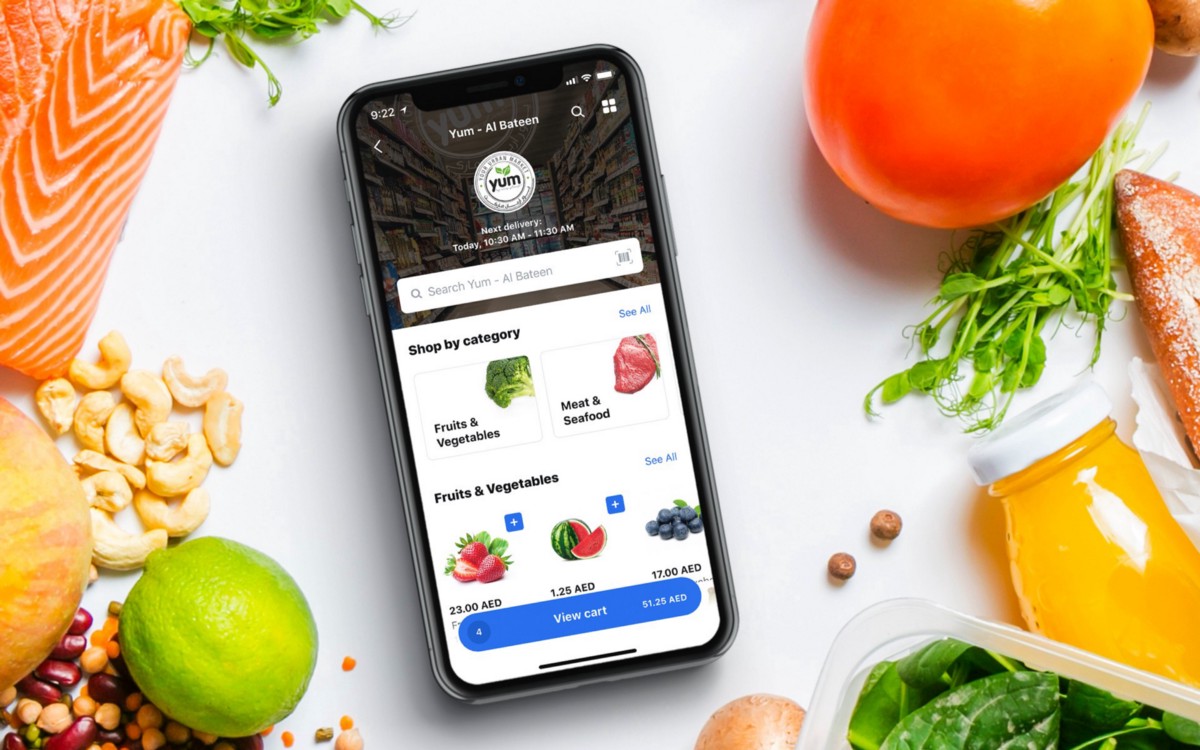 9:22
Yum - Al Bateen
YOUR URBAN MARKET
yum
Next delivery:
Today, 10:30 AM - 11:30 AM
Search Yum - Al Bateen
Shop by category
See All
Fruits &
Vegetables
Meat &
Seafood
Fruits & Vegetables
See All
23.00 AED
1.25 AED
17.00 AED
4
View cart
51.25 AED